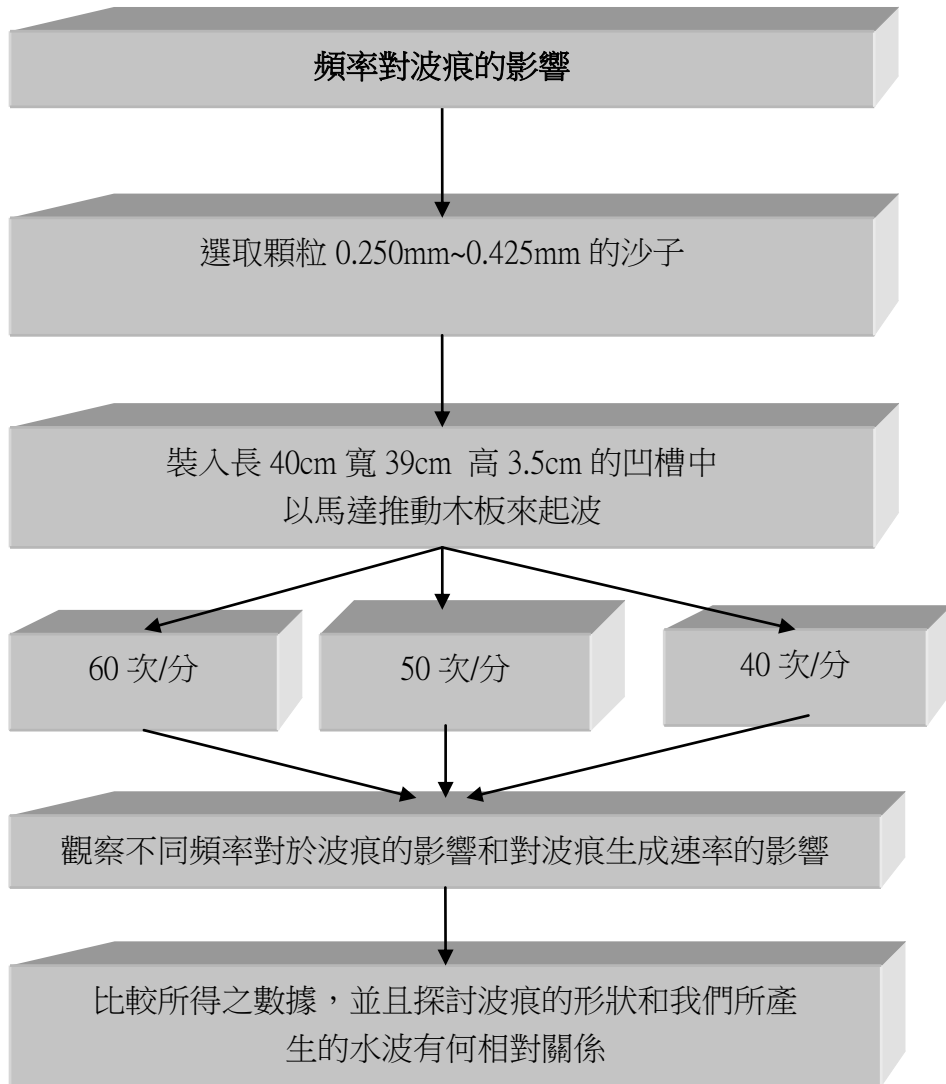 頻率對波痕的影響
選取顆粒 0.250mm~0.425mm 的沙子
裝入長 40cm 寬 39cm 高 3.5cm 的凹槽中
以馬達推動木板來起波
60 次/分
50 次/分
40 次/分
觀察不同頻率對於波痕的影響和對波痕生成速率的影響
比較所得之數據，並且探討波痕的形狀和我們所產
生的水波有何相對關係